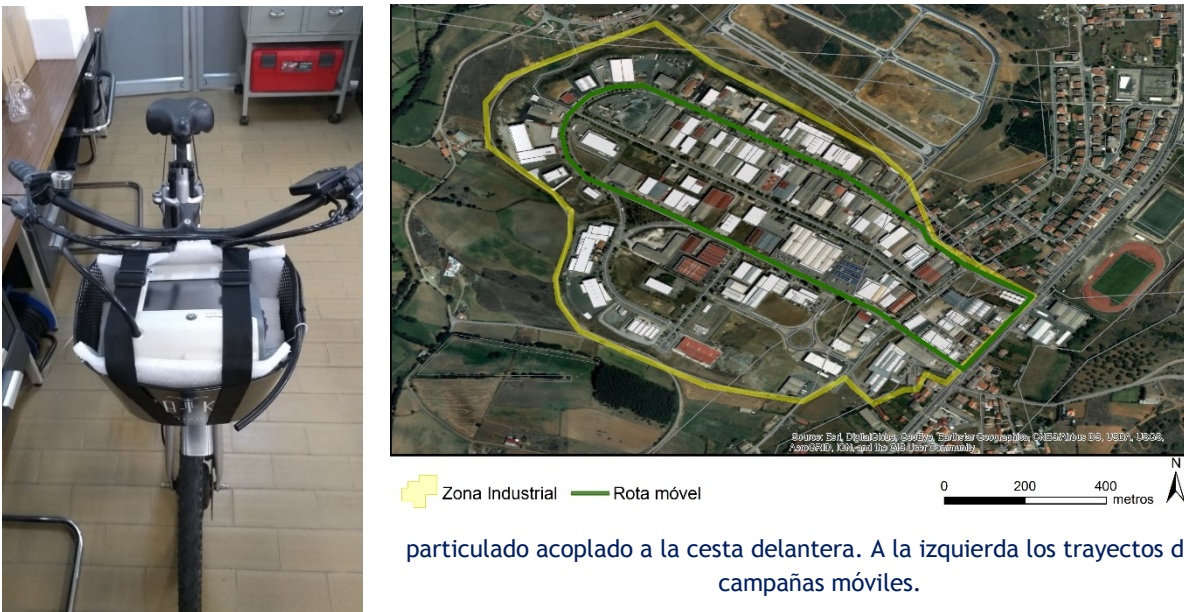 Source: Esri, DigitalGlobe, GeoEye, Earthstar Geographics, CNES/Airbus DS, USDA, USGS,
AeroGRID, IGN, and the GIS User Community
Zona Industrial
Rota móvel
0 200 400
metros
N
particulado acoplado a la cesta delantera. A la izquierda los trayectos d
campañas móviles.